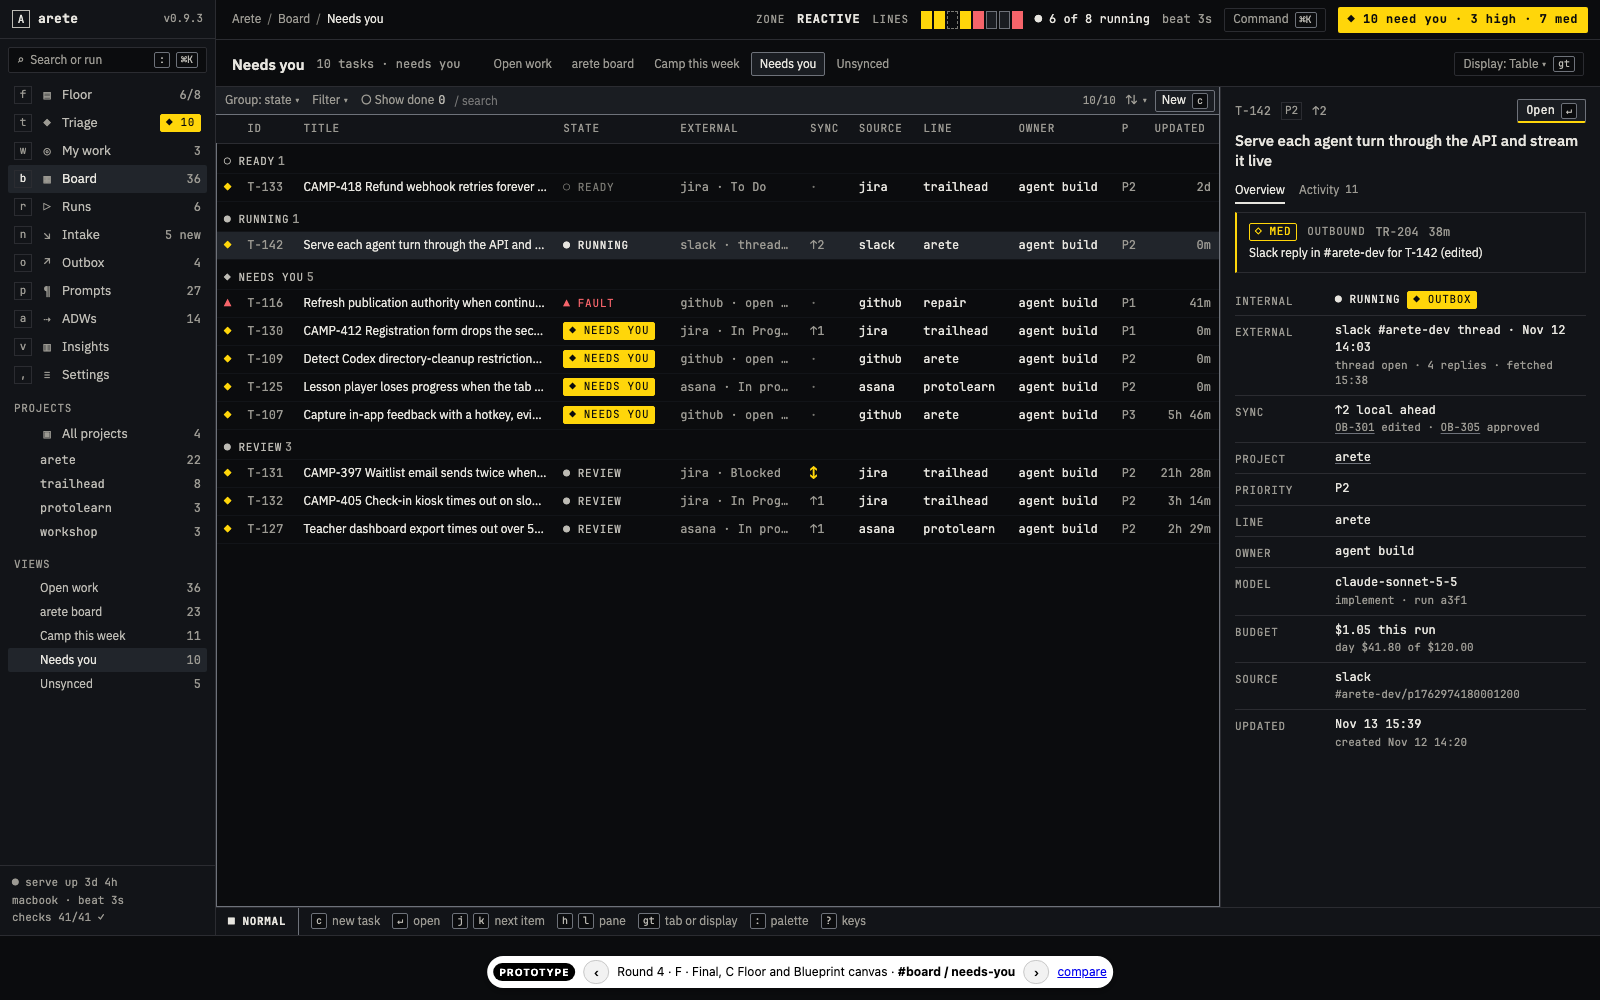 A arete v0.9.3
Arete / Board / Needs you
ZONE REACTIVE LINES 6 of 8 running beat 3s Command ⌘K ◆ 10 need you · 3 high · 7 med
Search or run : ⌘K
f Floor 6/8
t Triage ◆ 10
w My work 3
b Board 36
r Runs 6
n Intake 5 new
o Outbox 4
p Prompts 27
a ADWs 14
v Insights
, Settings
PROJECTS
All projects 4
arete 22
trailhead 8
protolearn 3
workshop 3
VIEWS
Open work 36
arete board 23
Camp this week 11
Needs you 10
Unsynced 5
● serve up 3d 4h
macbook · beat 3s
checks 41/41 ✓
Needs you 10 tasks · needs you Open work arete board Camp this week Needs you Unsynced Display: Table ▾ gt
Group: state ▾ Filter ▾ Show done 0 / search 10/10 ↑↓ ▾ New c
ID TITLE STATE EXTERNAL SYNC SOURCE LINE OWNER P UPDATED
○ READY 1
◆ T-133 CAMP-418 Refund webhook retries forever ... ○ READY jira · To Do · jira trailhead agent build P2 2d
● RUNNING 1
◆ T-142 Serve each agent turn through the API and ... ● RUNNING slack · thread... ↑2 slack arete agent build P2 0m
◆ NEEDS YOU 5
▲ T-116 Refresh publication authority when continu... ▲ FAULT github · open ... · github repair agent build P1 41m
◆ T-130 CAMP-412 Registration form drops the sec... ◆ NEEDS YOU jira · In Prog... ↑1 jira trailhead agent build P1 0m
◆ T-109 Detect Codex directory-cleanup restriction... ◆ NEEDS YOU github · open ... · github arete agent build P2 0m
◆ T-125 Lesson player loses progress when the tab ... ◆ NEEDS YOU asana · In pro... · asana protolearn agent build P2 0m
◆ T-107 Capture in-app feedback with a hotkey, evi... ◆ NEEDS YOU github · open ... · github arete agent build P3 5h 46m
● REVIEW 3
◆ T-131 CAMP-397 Waitlist email sends twice when... ● REVIEW jira · Blocked ↕ jira trailhead agent build P2 21h 28m
◆ T-132 CAMP-405 Check-in kiosk times out on slo... ● REVIEW jira · In Prog... ↑1 jira trailhead agent build P2 3h 14m
◆ T-127 Teacher dashboard export times out over 5... ● REVIEW asana · In pro... ↑1 asana protolearn agent build P2 2h 29m
T-142 P2 ↑2 Open ↵
Serve each agent turn through the API and stream
it live
Overview Activity 11
◇ MED OUTBOUND TR-204 38m
Slack reply in #arete-dev for T-142 (edited)
INTERNAL ● RUNNING ◆ OUTBOX
EXTERNAL slack #arete-dev thread · Nov 12
14:03
thread open · 4 replies · fetched
15:38
SYNC ↑2 local ahead
OB-301 edited · OB-305 approved
PROJECT arete
PRIORITY P2
LINE arete
OWNER agent build
MODEL claude-sonnet-5-5
implement · run a3f1
BUDGET $1.05 this run
day $41.80 of $120.00
SOURCE slack
#arete-dev/p1762974180001200
UPDATED Nov 13 15:39
created Nov 12 14:20
■ NORMAL c new task ↵ open j k next item h l pane gt tab or display : palette ? keys
PROTOTYPE ‹ Round 4 · F · Final, C Floor and Blueprint canvas · #board / needs-you › compare